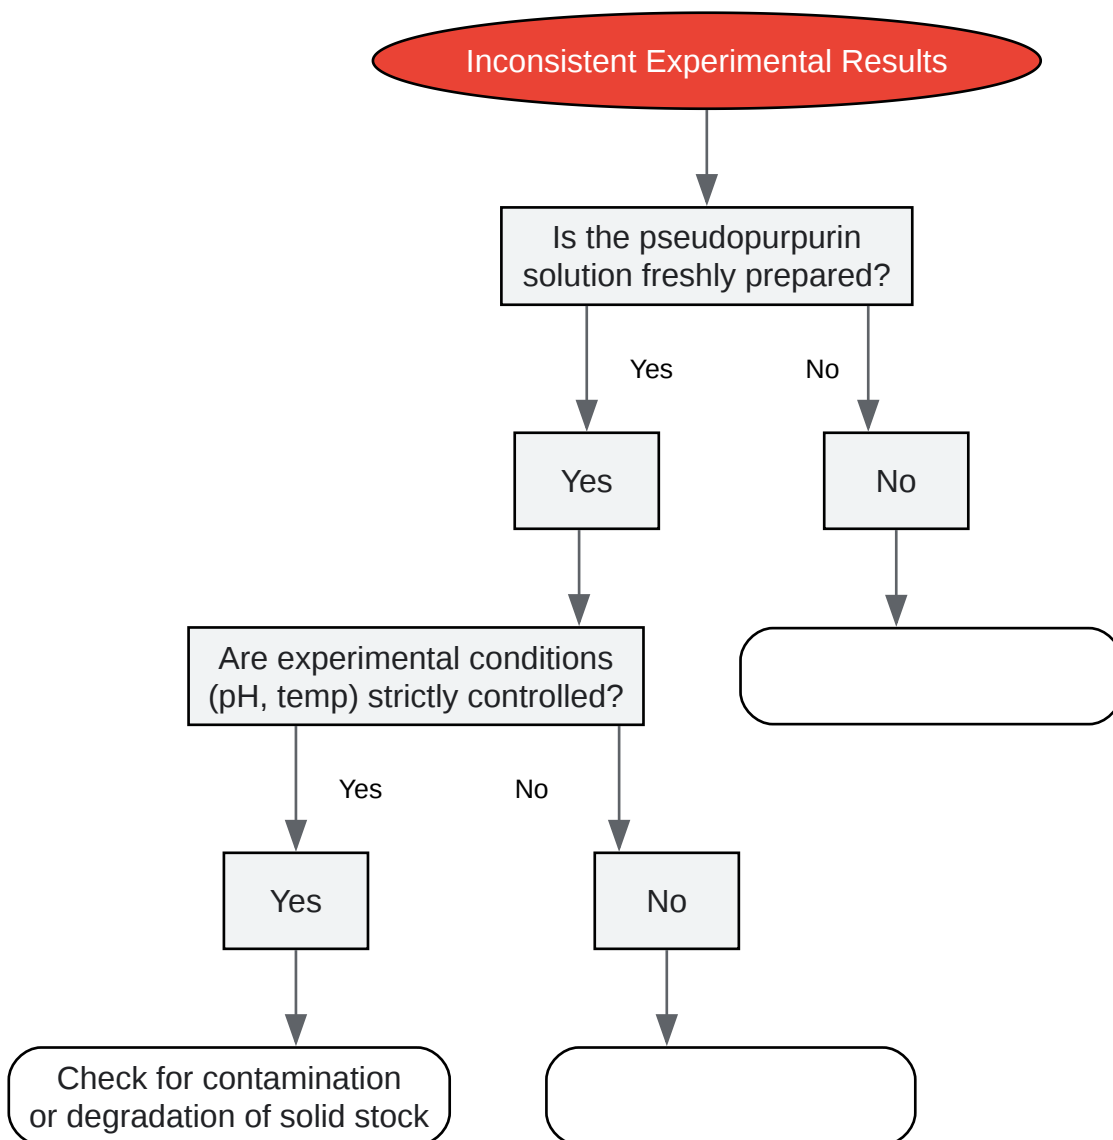 Inconsistent Experimental Results
Is the pseudopurpurin
solution freshly prepared?
Yes
No
Yes
No
Are experimental conditions
(pH, temp) strictly controlled?
Yes
No
Yes
No
Check for contamination
or degradation of solid stock